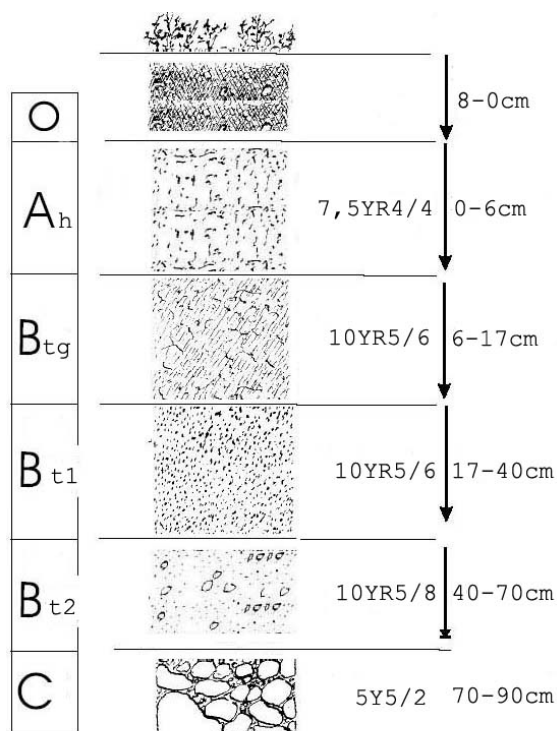 O 8-0cm
Ah 7,5YR4/4 0-6cm
Btg 10YR5/6 6-17cm
Bt1 10YR5/6 17-40cm
Bt2 10YR5/8 40-70cm
C 5Y5/2 70-90cm